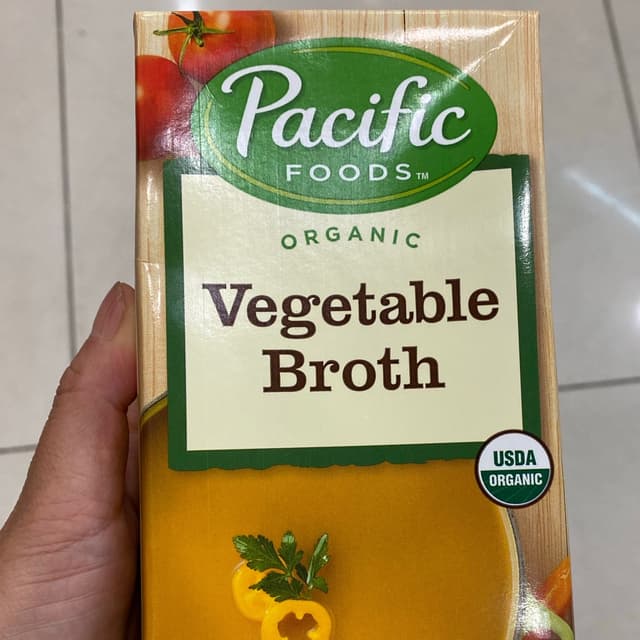 Pacific
FOODS™
ORGANIC
Vegetable
Broth
USDA
ORGANIC